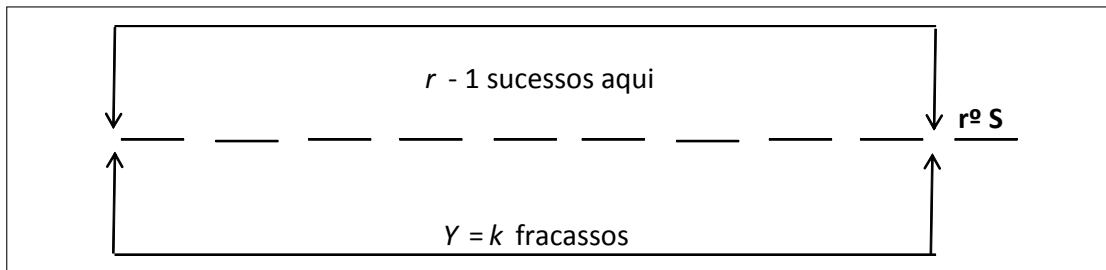 r - 1 sucessos aqui
rº S
Y = k fracassos